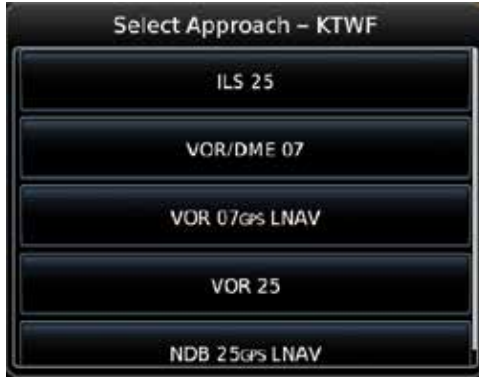 Select Approach – KTWF
ILS 25
VOR/DME 07
VOR 07GPS LNAV
VOR 25
NDB 25GPS LNAV